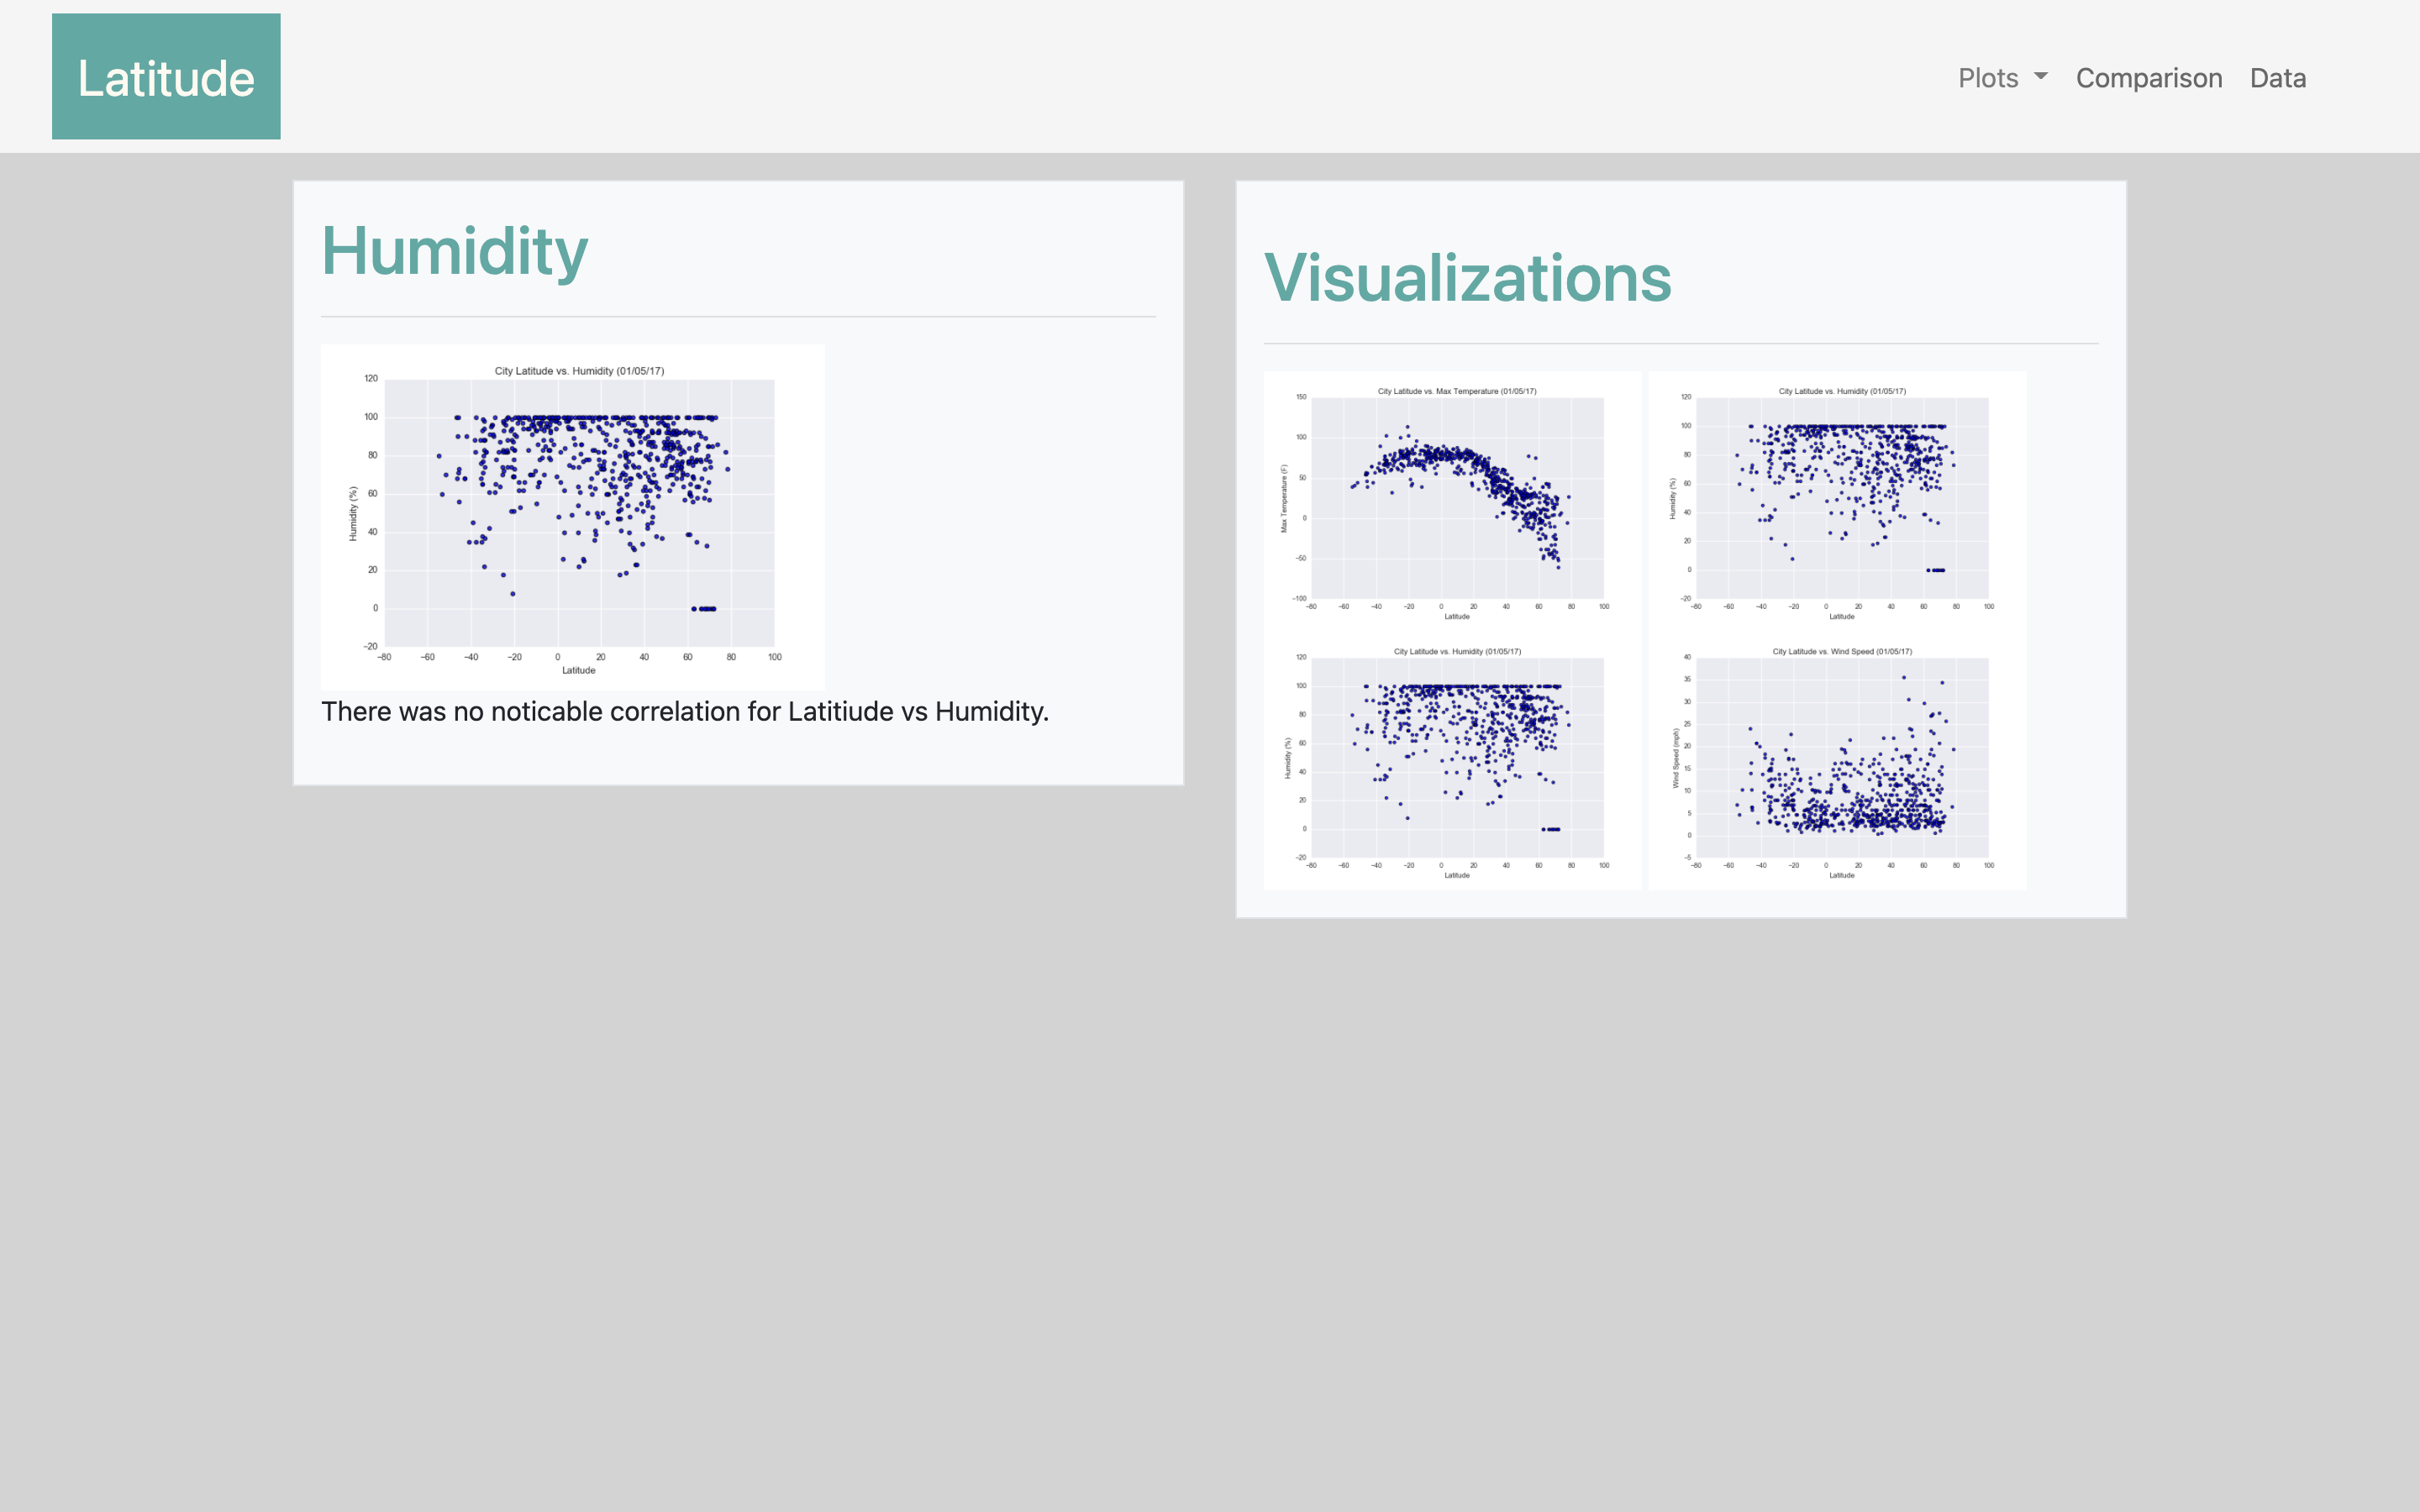 Latitude
Plots
Comparison
Data
Humidity
City Latitude vs. Humidity (01/05/17)
120
100
80
60
40
20
0
−20
Humidity (%)
−80 −60 −40 −20 0 20 40 60 80 100
Latitude
There was no noticable correlation for Latitiude vs Humidity.
Visualizations
City Latitude vs. Max Temperature (01/05/17)
150
100
50
0
−50
−100
Max Temperature (F)
−80 −60 −40 −20 0 20 40 60 80 100
Latitude
City Latitude vs. Humidity (01/05/17)
120
100
80
60
40
20
0
−20
Humidity (%)
−80 −60 −40 −20 0 20 40 60 80 100
Latitude
City Latitude vs. Humidity (01/05/17)
120
100
80
60
40
20
0
−20
Humidity (%)
−80 −60 −40 −20 0 20 40 60 80 100
Latitude
City Latitude vs. Wind Speed (01/05/17)
40
35
30
25
20
15
10
5
0
−5
Wind Speed (mph)
−80 −60 −40 −20 0 20 40 60 80 100
Latitude